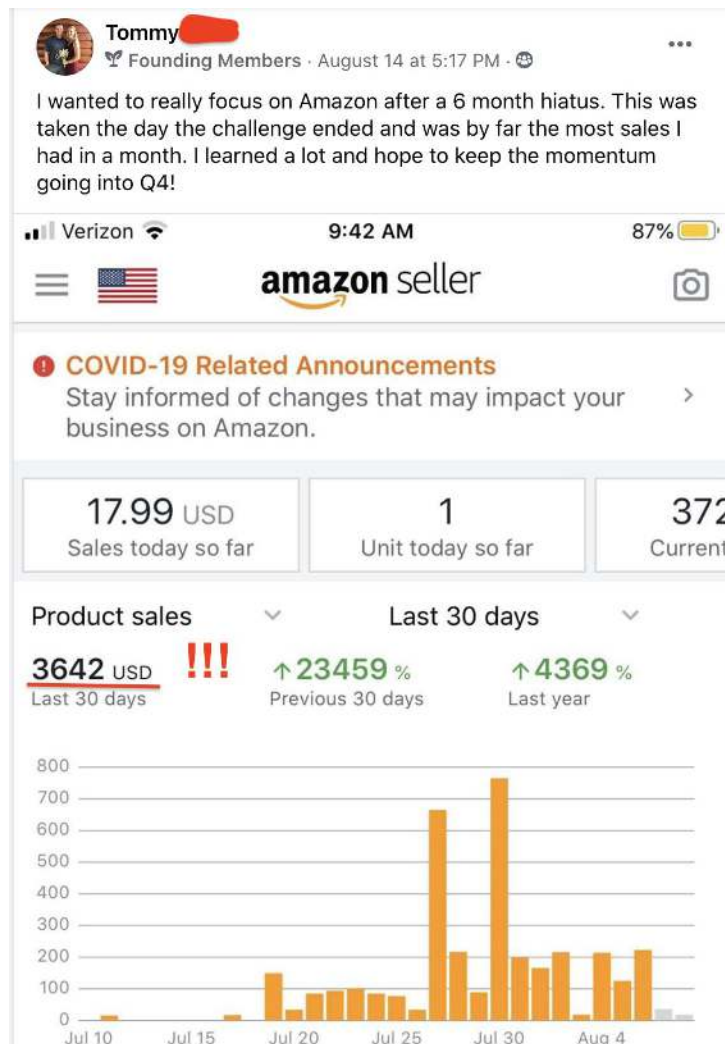 Tommy
Founding Members · August 14 at 5:17 PM ·
I wanted to really focus on Amazon after a 6 month hiatus. This was
taken the day the challenge ended and was by far the most sales I
had in a month. I learned a lot and hope to keep the momentum
going into Q4!
Verizon 9:42 AM 87%
amazon seller
COVID-19 Related Announcements
Stay informed of changes that may impact your
business on Amazon.
17.99 USD 1 372
Sales today so far Unit today so far Current
Product sales Last 30 days
3642 USD !!! ↑23459 % ↑4369 %
Last 30 days Previous 30 days Last year
800
700
600
500
400
300
200
100
0
Jul 10 Jul 15 Jul 20 Jul 25 Jul 30 Aug 4